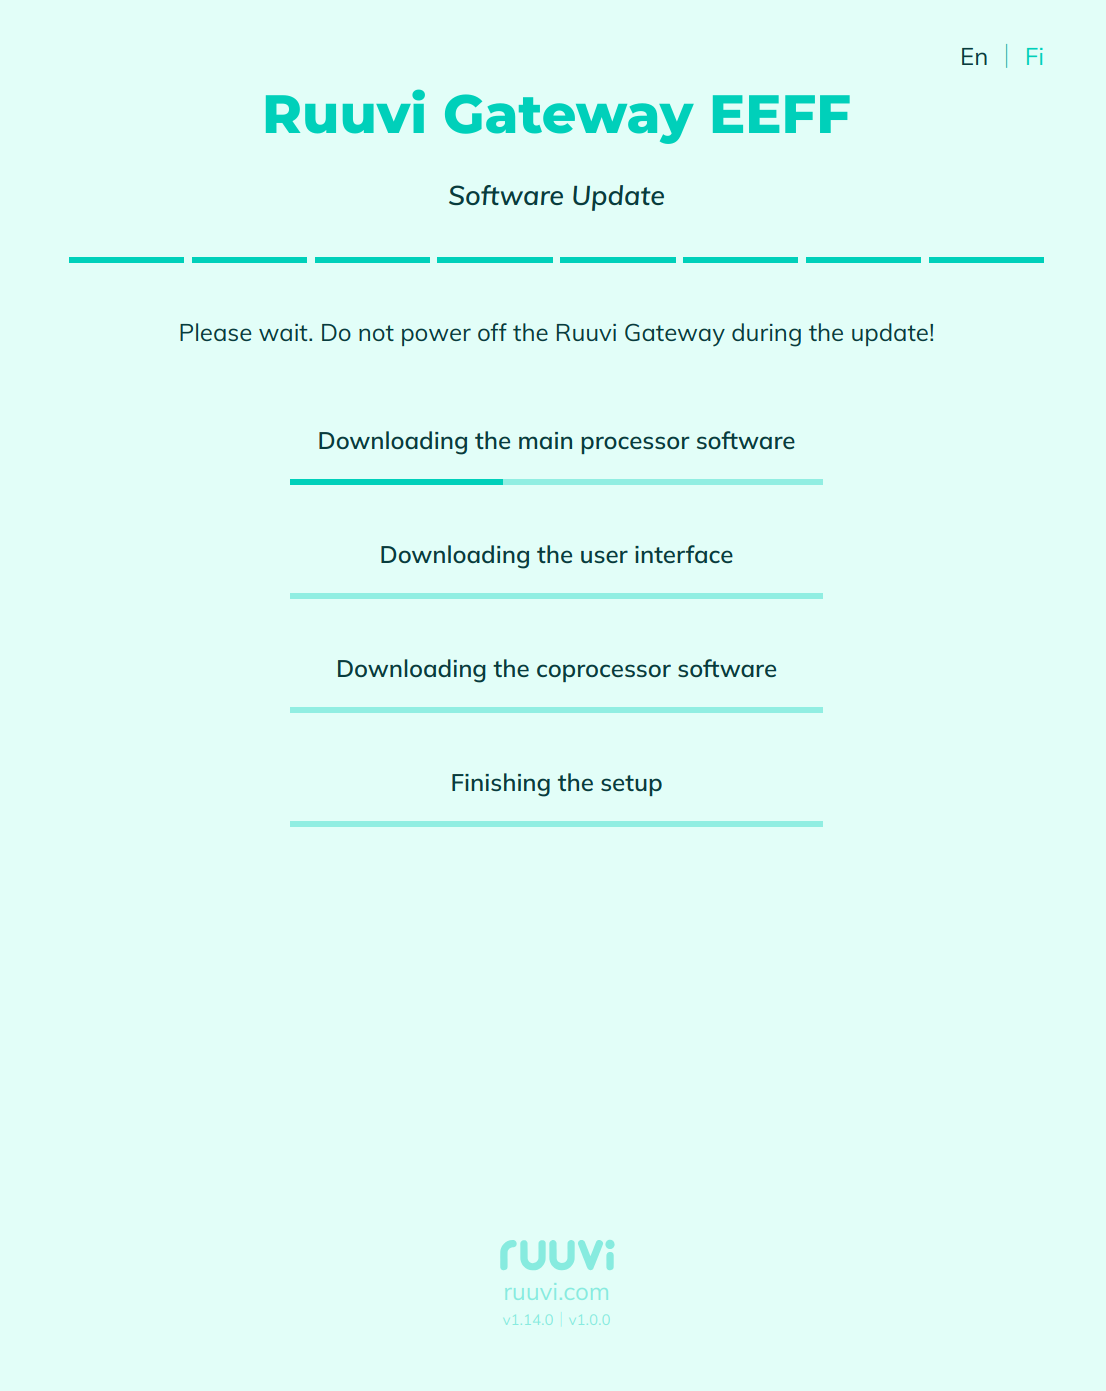 En | Fi
Ruuvi Gateway EEFF
Software Update
Please wait. Do not power off the Ruuvi Gateway during the update!
Downloading the main processor software
Downloading the user interface
Downloading the coprocessor software
Finishing the setup
ruuvi
ruuvi.com
v1.14.0 | v1.0.0